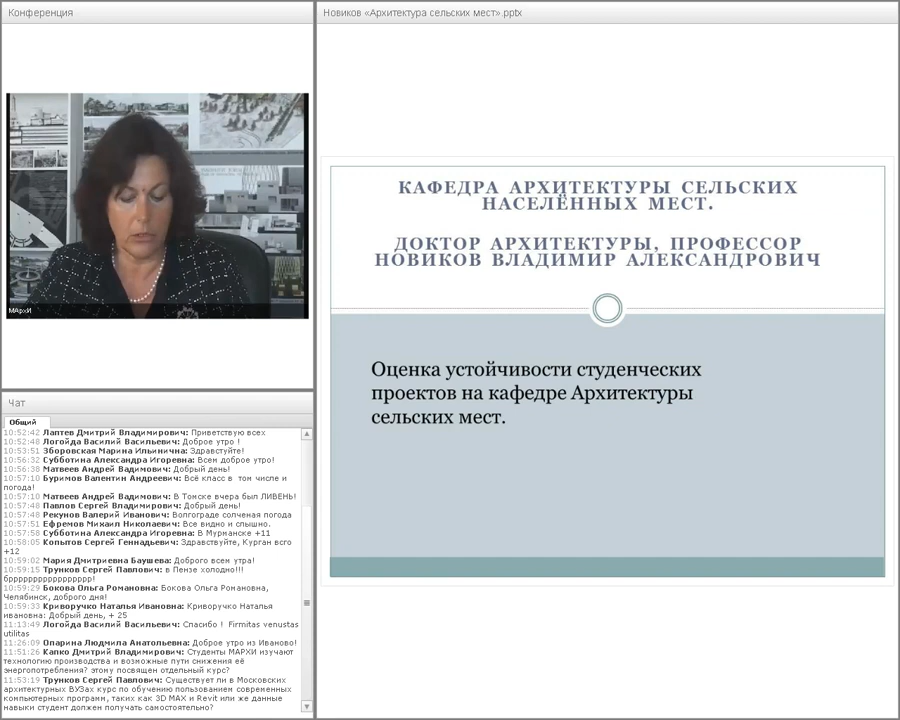 Конференция
МАрхИ
Чат
Общий
10:52:42 Лаптев Дмитрий Владимирович: Приветствую всех
10:52:48 Логойда Василий Васильевич: Доброе утро !
10:53:51 Зборовская Марина Ильинична: Здравстуйте!
10:56:32 Субботина Александра Игоревна: Всем доброе утро!
10:56:38 Матвеев Андрей Вадимович: Добрый день!
10:57:10 Буримов Валентин Андреевич: Всё класс в том числе и
погода!
10:57:10 Матвеев Андрей Вадимович: В Томске вчера был ЛИВЕНЬ!
10:57:48 Павлов Сергей Владимирович: Добрый день!
10:57:48 Рекунов Валерий Иванович: Волгограде солченая погода
10:57:51 Ефремов Михаил Николаевич: Все видно и слышно.
10:57:58 Субботина Александра Игоревна: В Мурманске +11
10:58:05 Копытов Сергей Геннадьевич: Здравствуйте, Курган всго
+12
10:59:02 Мария Дмитриевна Баушева: Доброго всем утра!
10:59:15 Трунков Сергей Павлович: в Пензе холодно!!!
бррррррррррррррррр!
10:59:29 Бокова Ольга Романовна: Бокова Ольга Романовна,
Челябинск, доброго дня!
10:59:33 Криворучко Наталья Ивановна: Криворучко Наталья
ивановна: Добрый день, + 25
11:13:49 Логойда Василий Васильевич: Спасибо ! Firmitas venustas
utilitas
11:26:09 Опарина Людмила Анатольевна: Доброе утро из Иваново!
11:51:26 Капко Дмитрий Владимирович: Студенты МАРХИ изучают
технологию производства и возможные пути снижения её
энергопотребления? этому посвящен отдельный курс?
11:53:19 Трунков Сергей Павлович: Существует ли в Московских
архитектурных ВУЗах курс по обучению пользованием современных
компьютерных программ, таких как 3D MAX и Revit или же данные
навыки студент должен получать самостоятельно?
Новиков «Архитектура сельских мест».pptx
КАФЕДРА АРХИТЕКТУРЫ СЕЛЬСКИХ
НАСЕЛЁННЫХ МЕСТ.
ДОКТОР АРХИТЕКТУРЫ, ПРОФЕССОР
НОВИКОВ ВЛАДИМИР АЛЕКСАНДРОВИЧ
Оценка устойчивости студенческих
проектов на кафедре Архитектуры
сельских мест.